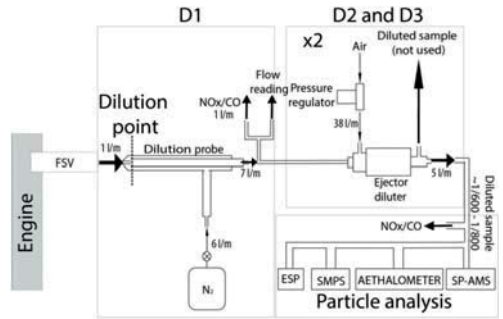 D1
D2 and D3
x2
Air
Diluted sample
(not used)
Flow
reading
Pressure
regulator
NOx/CO
1 l/m
38 l/m
Dilution
point
1 l/m
Dilution probe
7 l/m
Ejector
diluter
5 l/m
FSV
Engine
6 l/m
N₂
Diluted sample
~1/600 - 1/800
NOx/CO
ESP
SMPS
AETHALOMETER
SP-AMS
Particle analysis